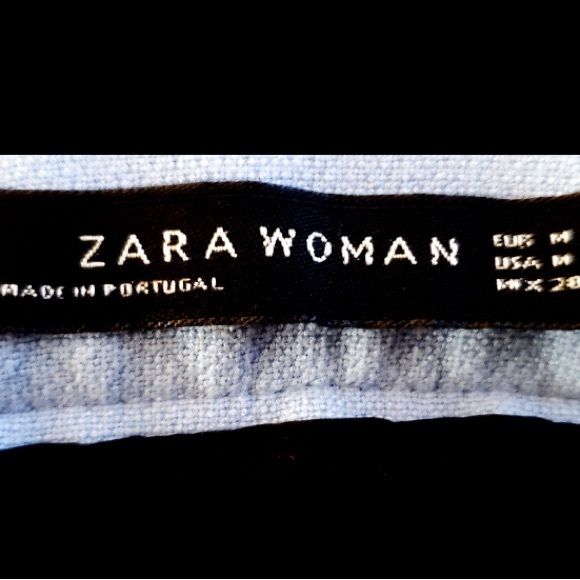 ZARA WOMAN
MADE IN PORTUGAL
EUR M
USA M
MEX 28